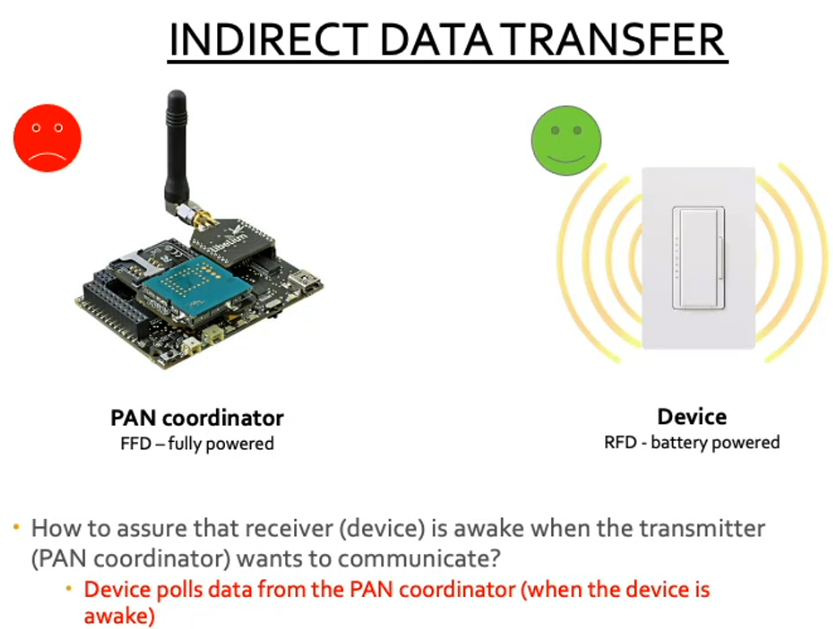 INDIRECT DATA TRANSFER
libelium
PAN coordinator
FFD – fully powered
Device
RFD - battery powered
• How to assure that receiver (device) is awake when the transmitter
(PAN coordinator) wants to communicate?
• Device polls data from the PAN coordinator (when the device is
awake)